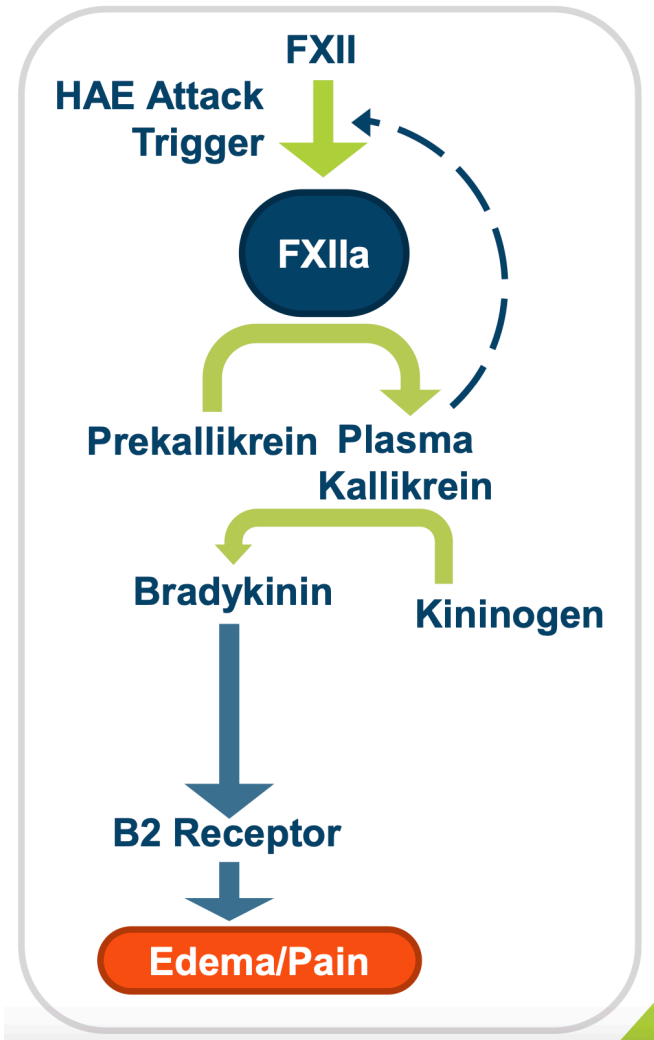 FXII
HAE Attack
Trigger
FXIIa
Prekallikrein
Plasma
Kallikrein
Bradykinin
Kininogen
B2 Receptor
Edema/Pain